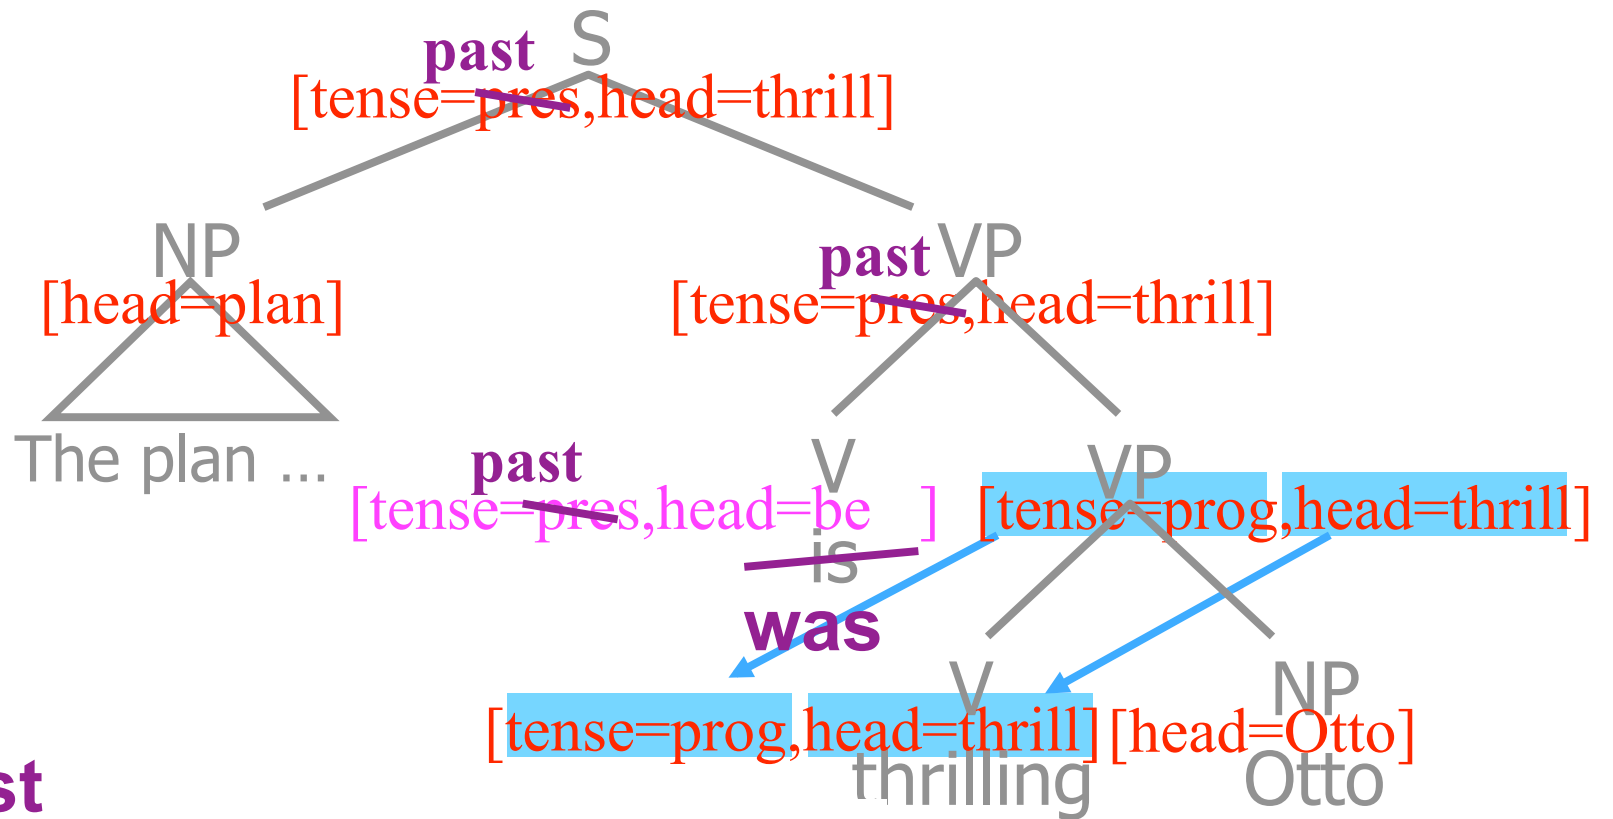 S
past
[tense=pres,head=thrill]
NP
[head=plan]
past VP
[tense=pres,head=thrill]
The plan ...
past
V
VP
[tense=pres,head=be ]
[tense=prog,head=thrill]
is
was
V
NP
[tense=prog,head=thrill]
[head=Otto]
thrilling
Otto
st